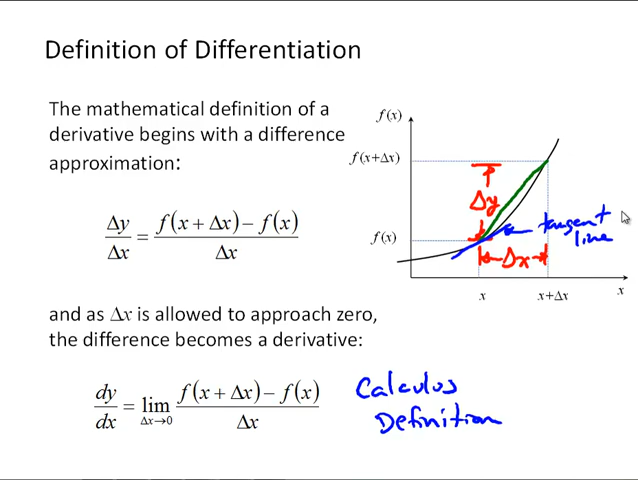 Definition of Differentiation
The mathematical definition of a
derivative begins with a difference
approximation:
Δy/Δx = f(x + Δx) − f(x)/Δx
and as Δx is allowed to approach zero,
the difference becomes a derivative:
dy/dx = lim Δx→0 f(x + Δx) − f(x)/Δx
f(x)
f(x+Δx)
f(x)
Δy
Δx
tangent
line
x
x+Δx
x
Calculus
Definition